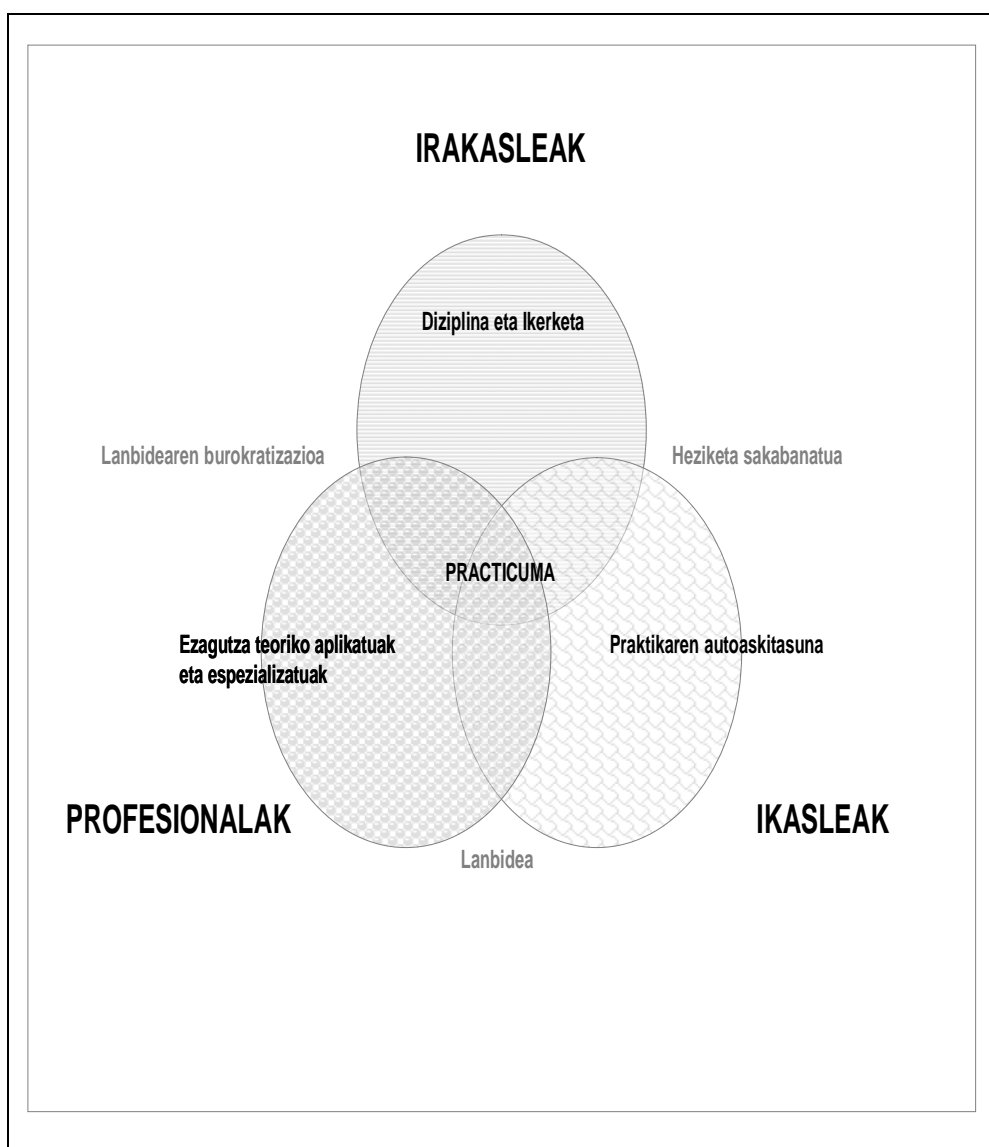 IRAKASLEAK
Diziplina eta Ikerketa
Lanbidearen burokratizazioa
Heziketa sakabanatua
PRACTICUMA
Ezagutza teoriko aplikatuak
eta espezializatuak
Praktikaren autoaskitasuna
PROFESIONALAK
IKASLEAK
Lanbidea